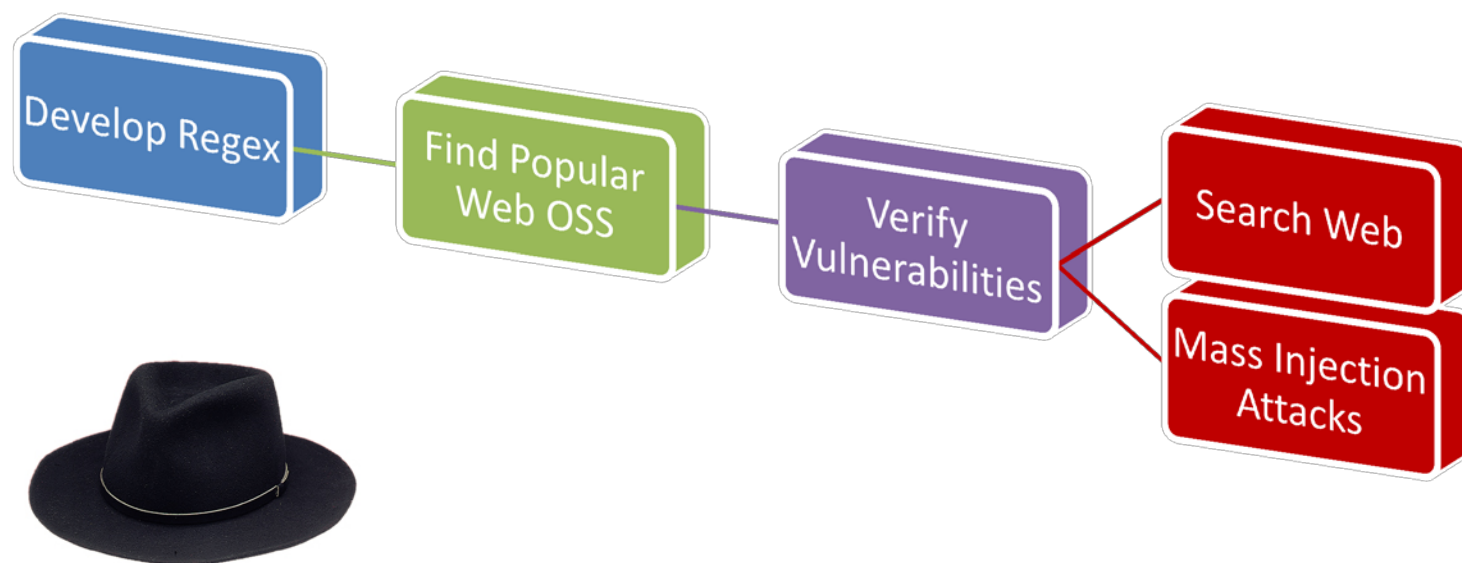 Develop Regex
Find Popular
Web OSS
Verify
Vulnerabilities
Search Web
Mass Injection
Attacks